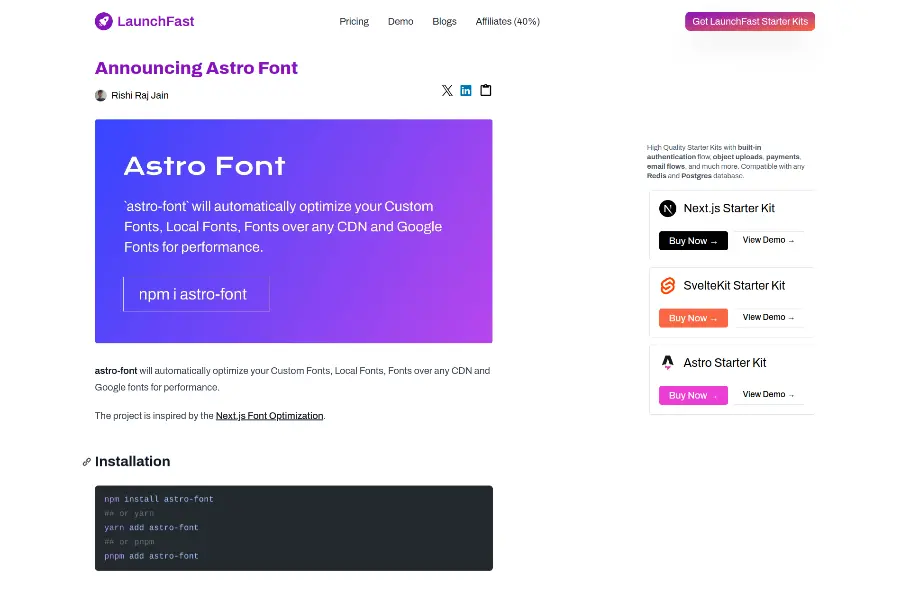 LaunchFast
Pricing
Demo
Blogs
Affiliates (40%)
Get LaunchFast Starter Kits
Announcing Astro Font
Rishi Raj Jain
Astro Font
`astro-font` will automatically optimize your Custom
Fonts, Local Fonts, Fonts over any CDN and Google
Fonts for performance.
npm i astro-font
astro-font will automatically optimize your Custom Fonts, Local Fonts, Fonts over any CDN and
Google fonts for performance.
The project is inspired by the Next.js Font Optimization.
Installation
npm install astro-font
## or yarn
yarn add astro-font
## or pnpm
pnpm add astro-font
High Quality Starter Kits with built-in
authentication flow, object uploads, payments,
email flows, and much more. Compatible with any
Redis and Postgres database.
Next.js Starter Kit
Buy Now →
View Demo →
SvelteKit Starter Kit
Buy Now →
View Demo →
Astro Starter Kit
Buy Now →
View Demo →